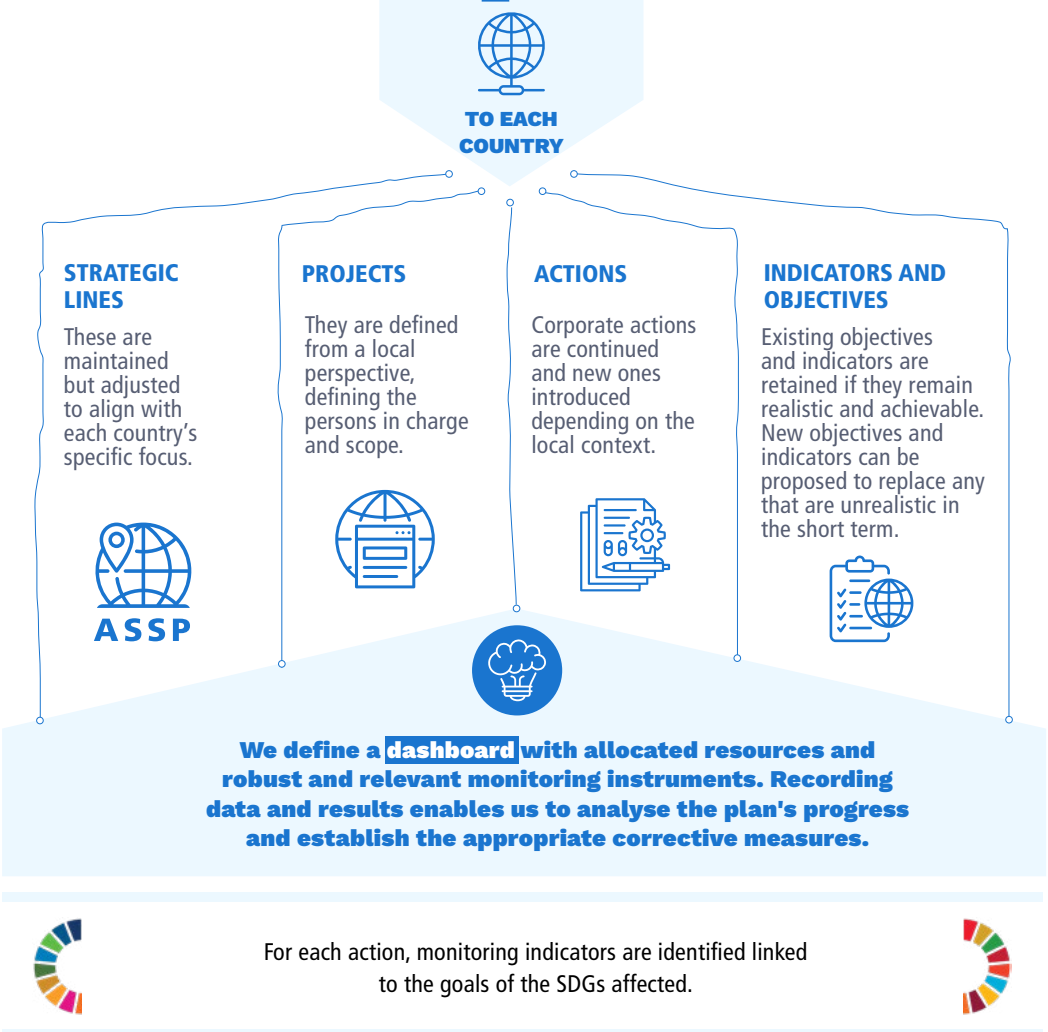 TO EACH
COUNTRY
STRATEGIC
LINES
These are
maintained
but adjusted
to align with
each country's
specific focus.
ASSP
PROJECTS
They are defined
from a local
perspective,
defining the
persons in charge
and scope.
ACTIONS
Corporate actions
are continued
and new ones
introduced
depending on the
local context.
INDICATORS AND
OBJECTIVES
Existing objectives
and indicators are
retained if they remain
realistic and achievable.
New objectives and
indicators can be
proposed to replace any
that are unrealistic in
the short term.
We define a dashboard with allocated resources and
robust and relevant monitoring instruments. Recording
data and results enables us to analyse the plan's progress
and establish the appropriate corrective measures.
For each action, monitoring indicators are identified linked
to the goals of the SDGs affected.